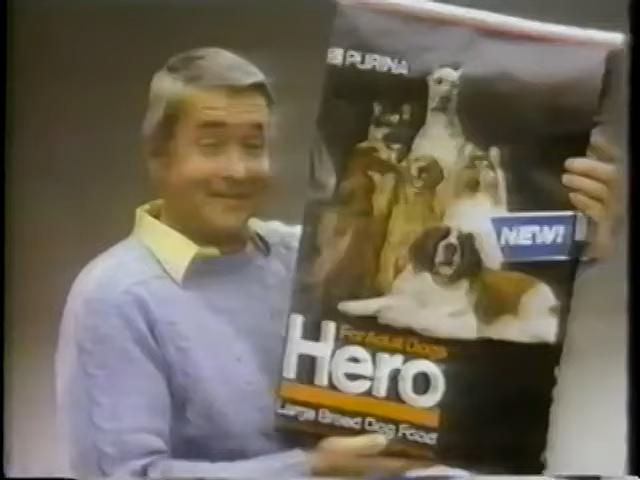 PURINA
NEW!
For Adult Dogs
Hero
Large Breed Dog Food